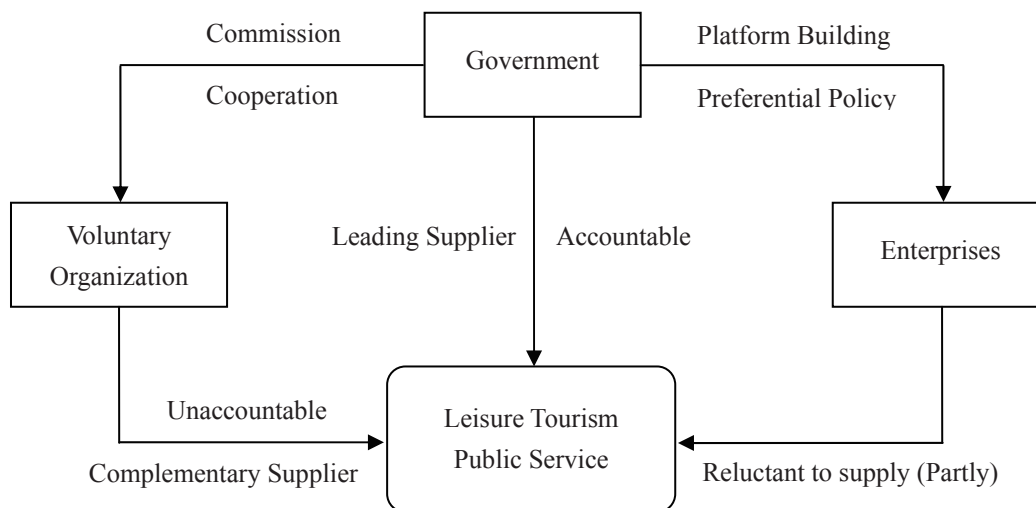 Commission
Cooperation
Government
Platform Building
Preferential Policy
Voluntary
Organization
Leading Supplier
Accountable
Enterprises
Unaccountable
Complementary Supplier
Leisure Tourism
Public Service
Reluctant to supply (Partly)